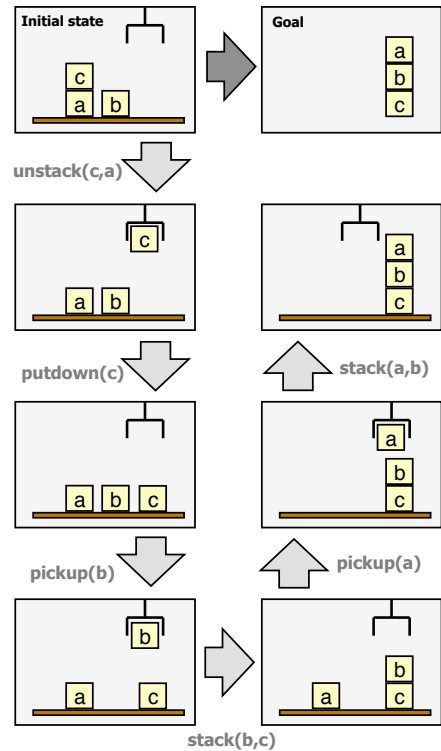 Initial state
c
a b
Goal
a
b
c
unstack(c,a)
c
a b
putdown(c)
a b c
pickup(b)
b
a c
stack(b,c)
b
a c
pickup(a)
a
b
c
stack(a,b)
a
b
c